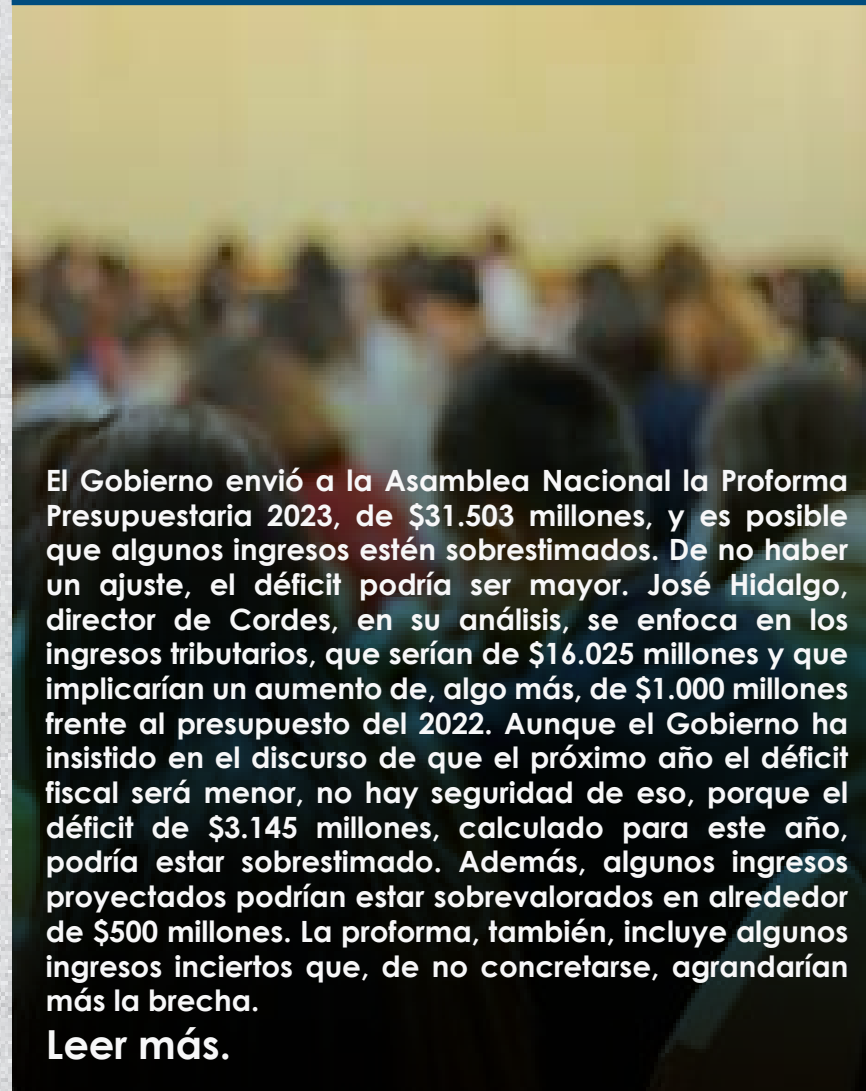 El Gobierno envió a la Asamblea Nacional la Proforma
Presupuestaria 2023, de $31.503 millones, y es posible
que algunos ingresos estén sobrestimados. De no haber
un ajuste, el déficit podría ser mayor. José Hidalgo,
director de Cordes, en su análisis, se enfoca en los
ingresos tributarios, que serían de $16.025 millones y que
implicarían un aumento de, algo más, de $1.000 millones
frente al presupuesto del 2022. Aunque el Gobierno ha
insistido en el discurso de que el próximo año el déficit
fiscal será menor, no hay seguridad de eso, porque el
déficit de $3.145 millones, calculado para este año,
podría estar sobrestimado. Además, algunos ingresos
proyectados podrían estar sobrevalorados en alrededor
de $500 millones. La proforma, también, incluye algunos
ingresos inciertos que, de no concretarse, agrandarían
más la brecha.
Leer más.